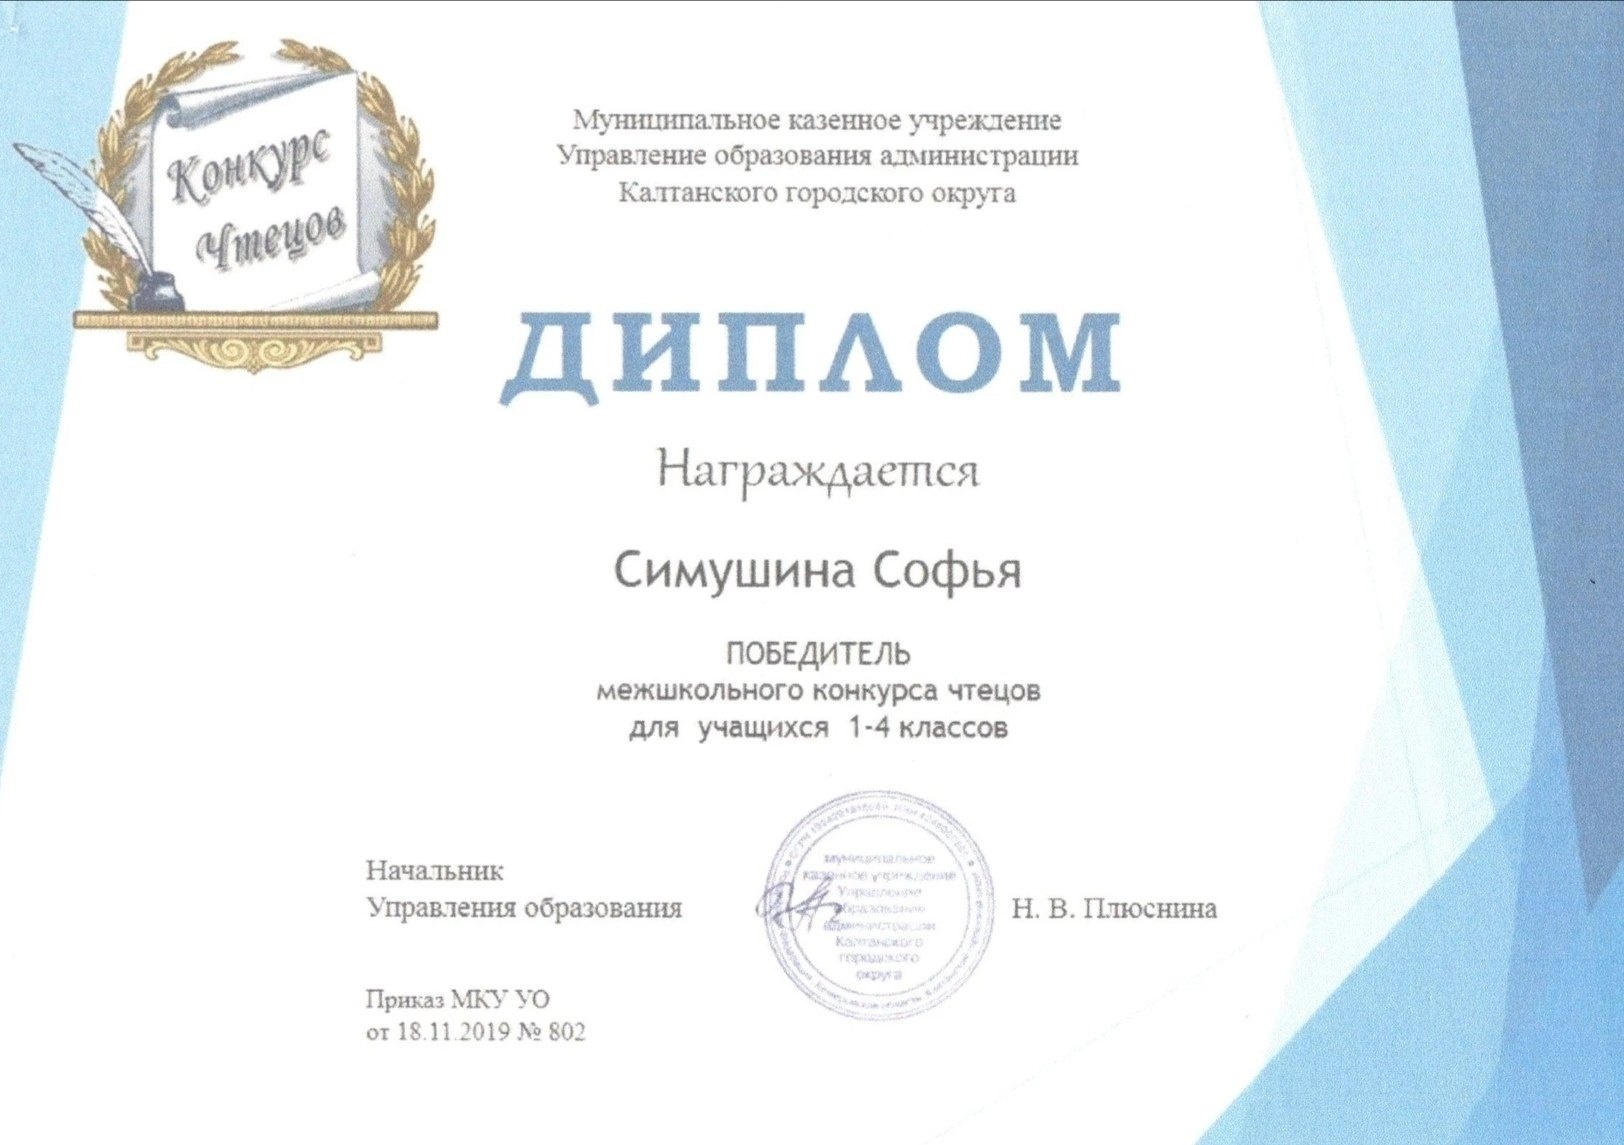 Конкурс
Чтецов
Муниципальное казенное учреждение
Управление образования администрации
Калтанского городского округа
ДИПЛОМ
Награждается
Симушина Софья
ПОБЕДИТЕЛЬ
межшкольного конкурса чтецов
для учащихся 1-4 классов
Начальник
Управления образования
муниципальное
казенное учреждение
Управление
образования
администрации
Калтанского
городского
округа
Н. В. Плюснина
Приказ МКУ УО
от 18.11.2019 № 802